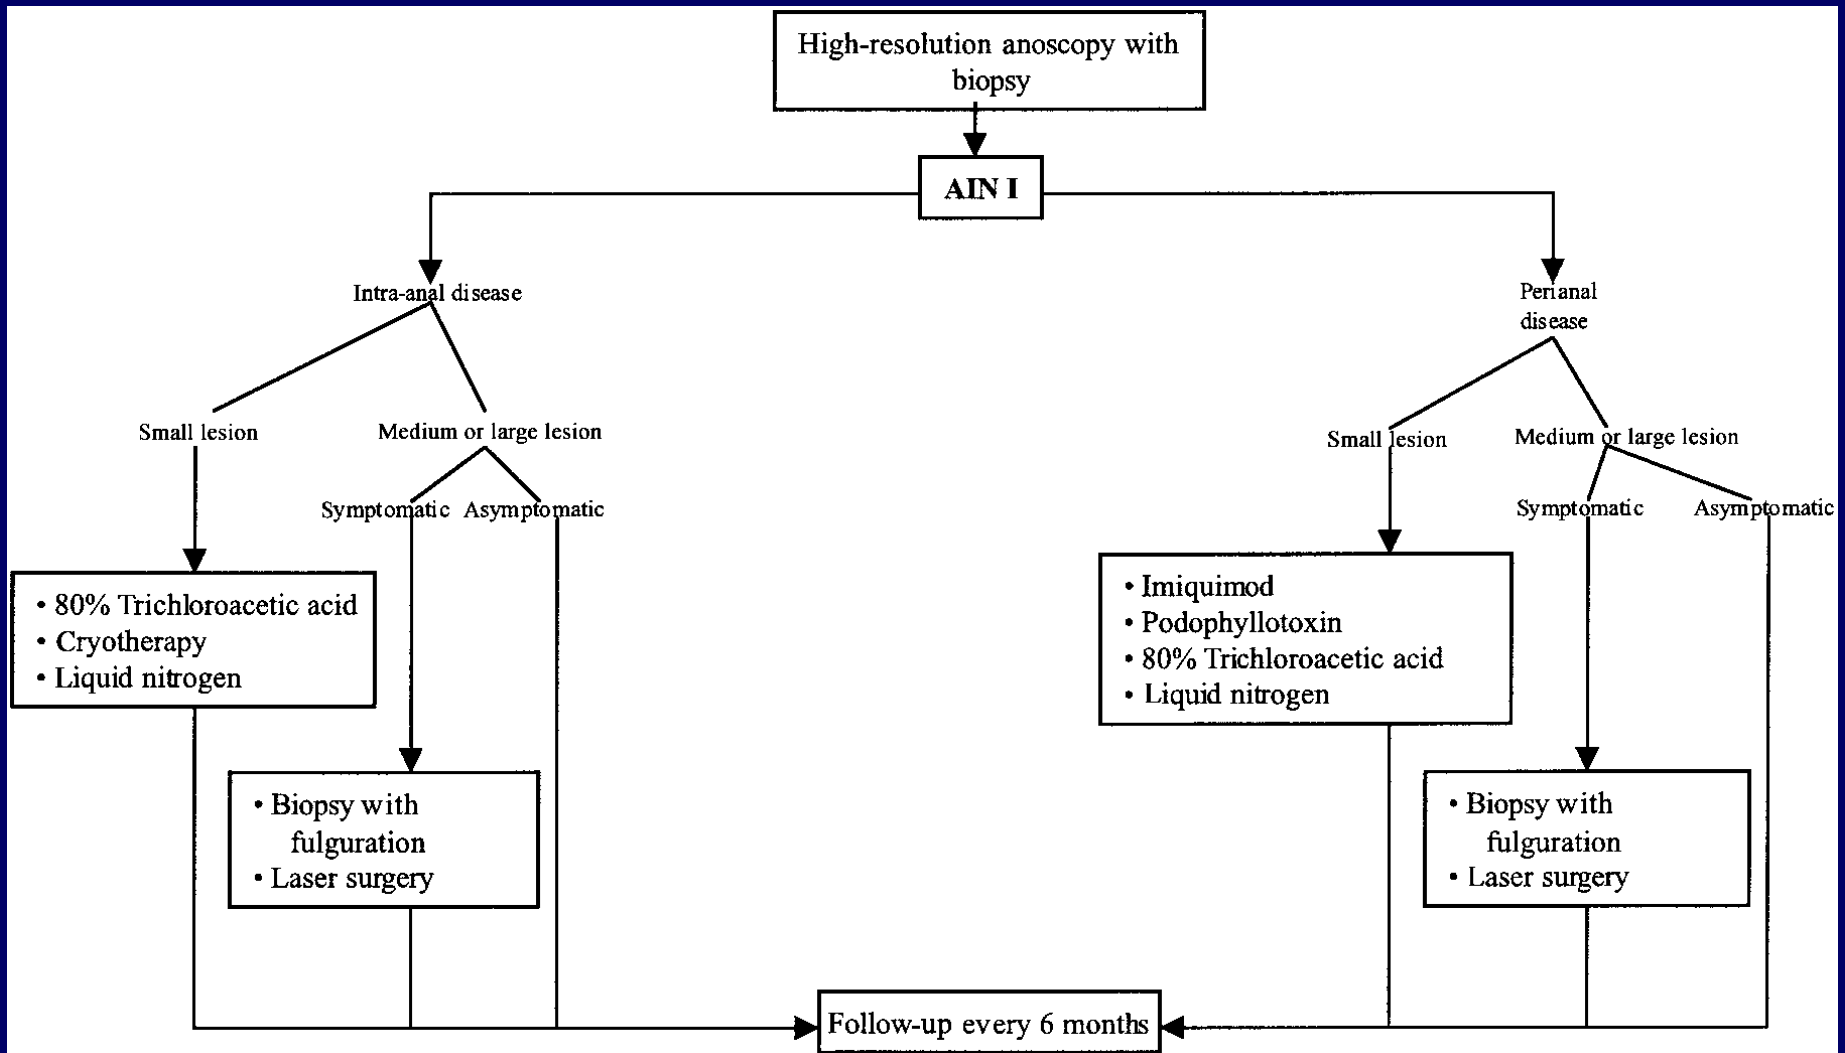 High-resolution anoscopy with
biopsy
AIN I
Intra-anal disease
Perianal
disease
Small lesion
Medium or large lesion
Small lesion
Medium or large lesion
Symptomatic
Asymptomatic
Symptomatic
Asymptomatic
• 80% Trichloroacetic acid
• Cryotherapy
• Liquid nitrogen
• Imiquimod
• Podophyllotoxin
• 80% Trichloroacetic acid
• Liquid nitrogen
• Biopsy with
fulguration
• Laser surgery
• Biopsy with
fulguration
• Laser surgery
Follow-up every 6 months